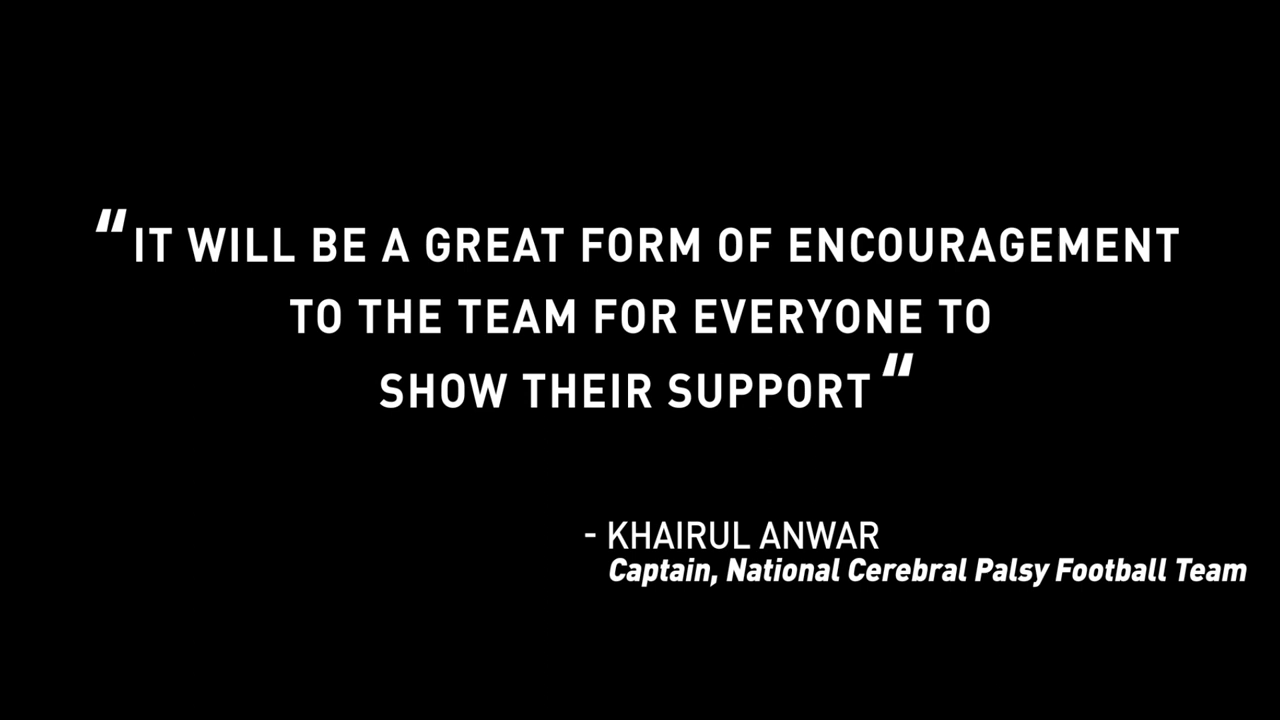 “IT WILL BE A GREAT FORM OF ENCOURAGEMENT
TO THE TEAM FOR EVERYONE TO
SHOW THEIR SUPPORT“
- KHAIRUL ANWAR
Captain, National Cerebral Palsy Football Team